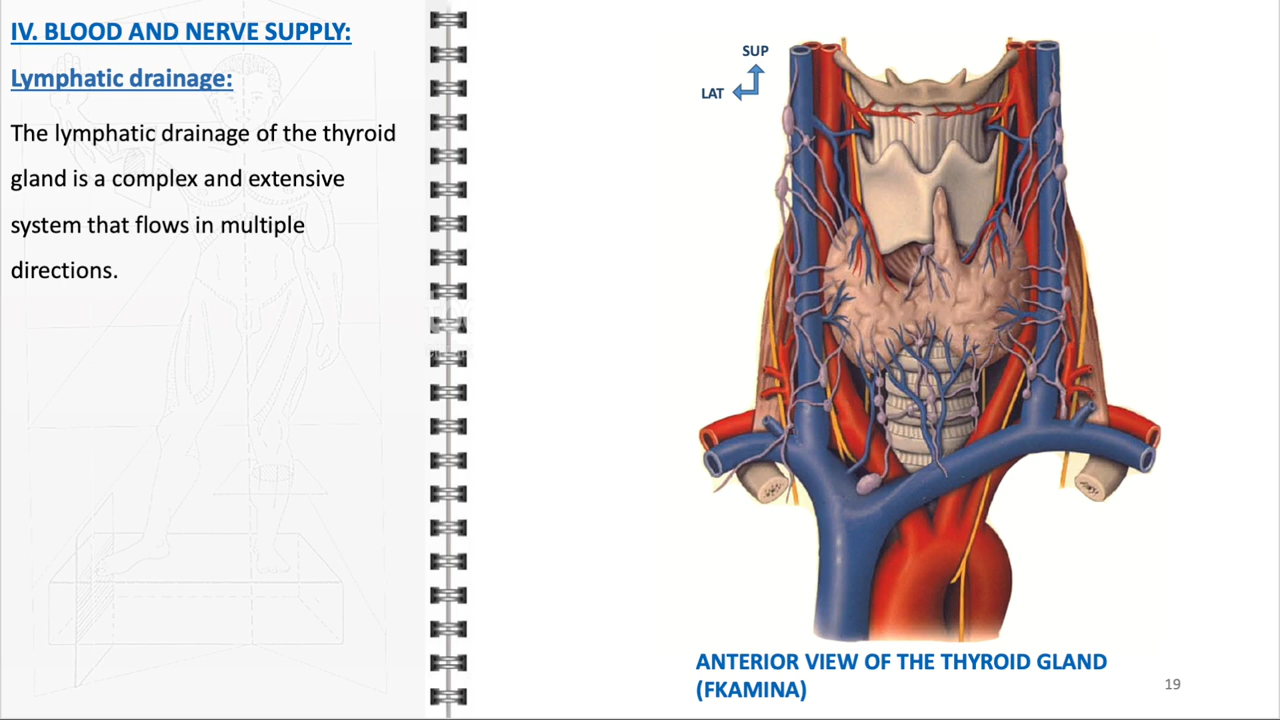 IV. BLOOD AND NERVE SUPPLY:
Lymphatic drainage:
The lymphatic drainage of the thyroid
gland is a complex and extensive
system that flows in multiple
directions.
SUP
LAT
ANTERIOR VIEW OF THE THYROID GLAND
(FKAMINA)
19